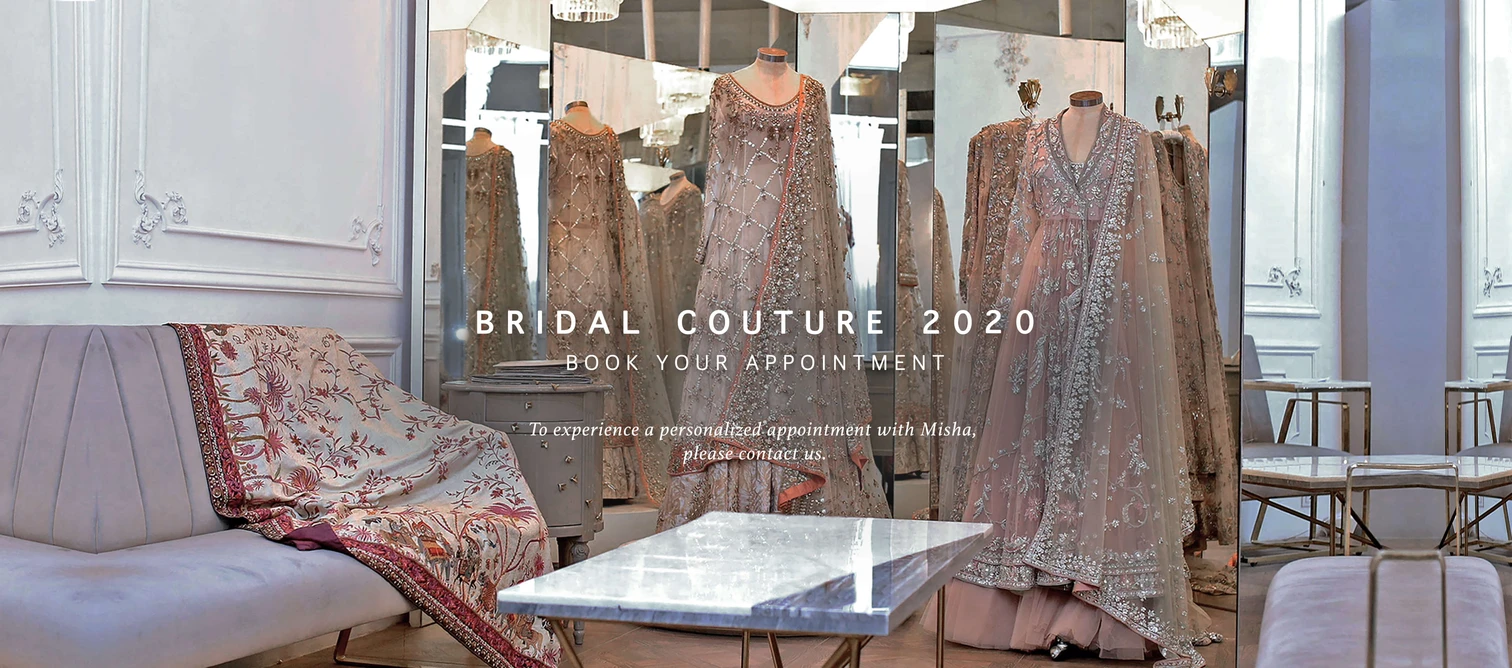 BRIDAL COUTURE 2020
BOOK YOUR APPOINTMENT
To experience a personalized appointment with Misha,
please contact us.